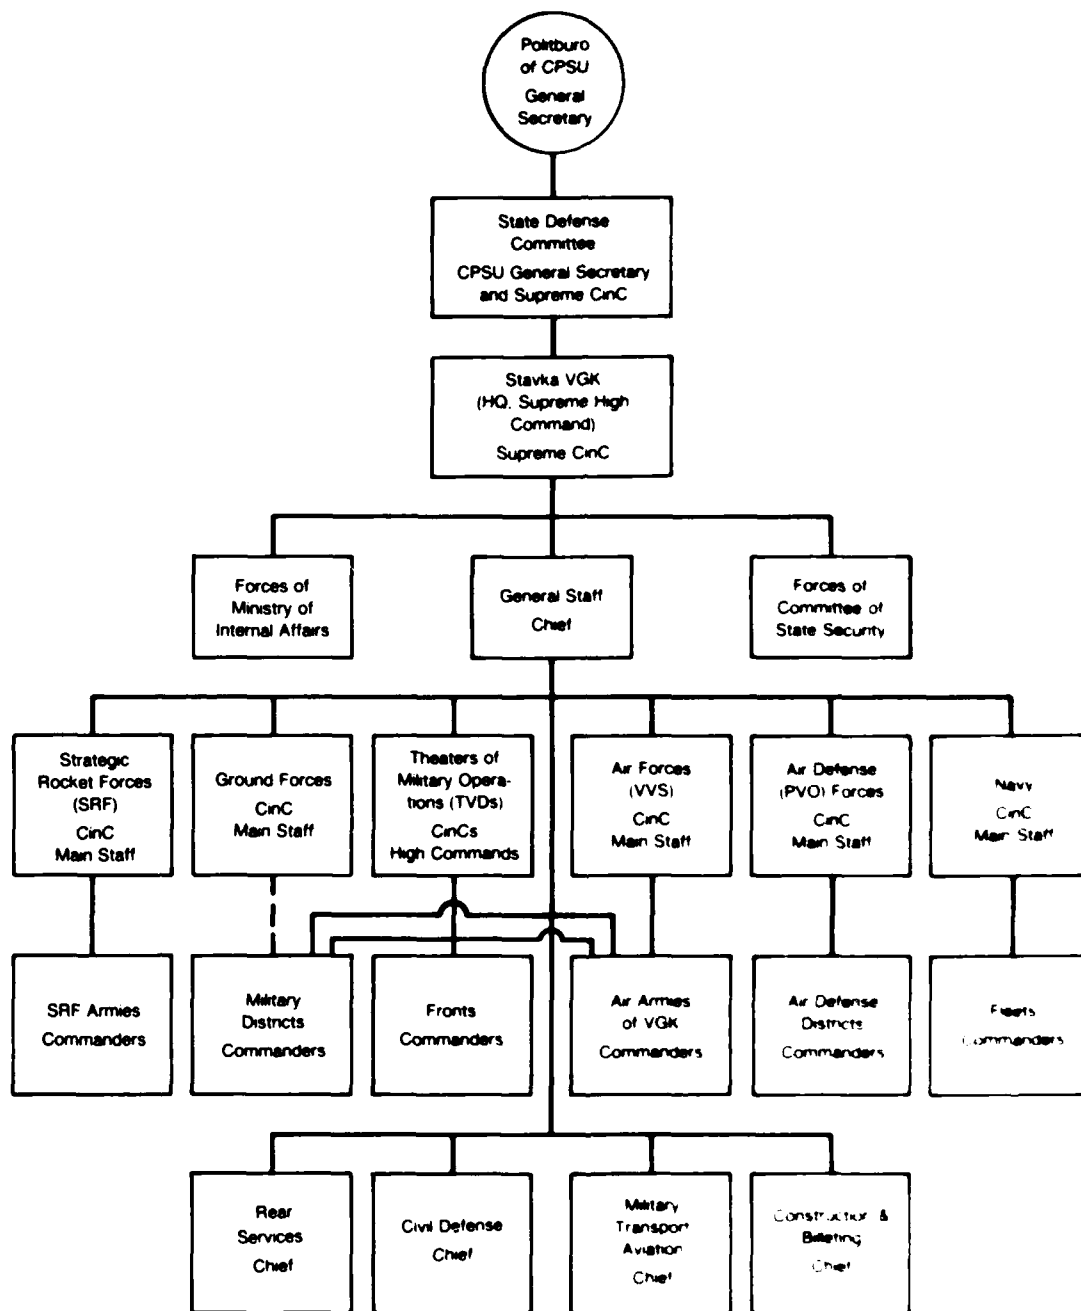 Politburo
of CPSU
General
Secretary
State Defense
Committee
CPSU General Secretary
and Supreme CinC
Stavka VGK
(HQ, Supreme High
Command)
Supreme CinC
Forces of
Ministry of
Internal Affairs
General Staff
Chief
Forces of
Committee of
State Security
Strategic
Rocket Forces
(SRF)
CinC
Main Staff
Ground Forces
CinC
Main Staff
Theaters of
Military Opera-
tions (TVDs)
CinCs
High Commands
Air Forces
(VVS)
CinC
Main Staff
Air Defense
(PVO) Forces
CinC
Main Staff
Navy
CinC
Main Staff
SRF Armies
Commanders
Military
Districts
Commanders
Fronts
Commanders
Air Armies
of VGK
Commanders
Air Defense
Districts
Commanders
Fleets
Commanders
Rear
Services
Chief
Civil Defense
Chief
Military
Transport
Aviation
Chief
Construction &
Billeting
Chief